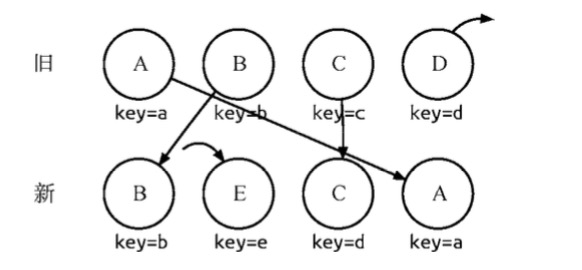 旧 A B C D
key=a key=b key=c key=d
新 B E C A
key=b key=e key=d key=a